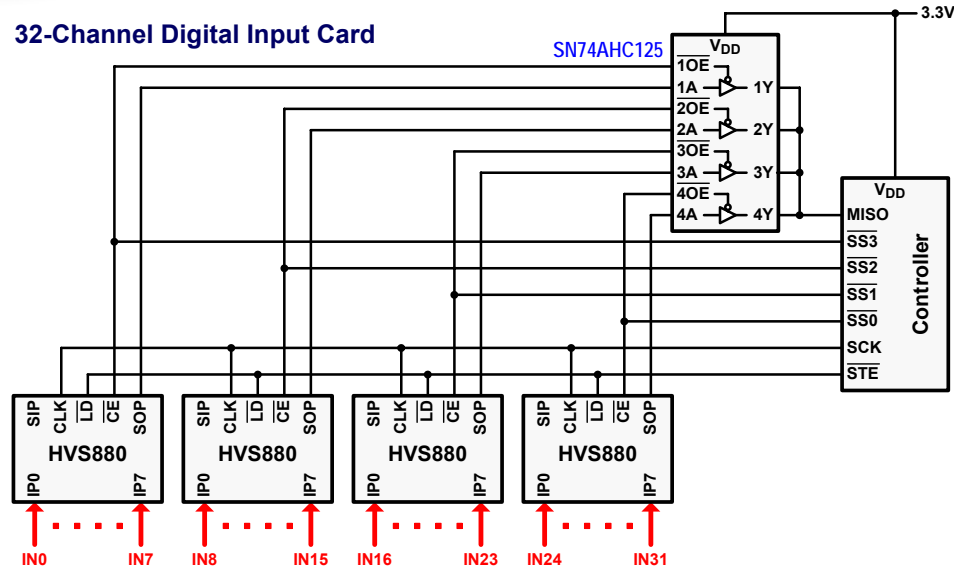 32-Channel Digital Input Card
3.3V
SN74AHC125
VDD
1OE
1A 1Y
2OE
2A 2Y
3OE
3A 3Y
4OE
4A 4Y
VDD
MISO
SS3
SS2
SS1
SS0
SCK
STE
Controller
SIP CLK LD CE SOP
SIP CLK LD CE SOP
SIP CLK LD CE SOP
SIP CLK LD CE SOP
HVS880 HVS880 HVS880 HVS880
IP0 IP7 IP0 IP7 IP0 IP7 IP0 IP7
IN0 IN7 IN8 IN15 IN16 IN23 IN24 IN31